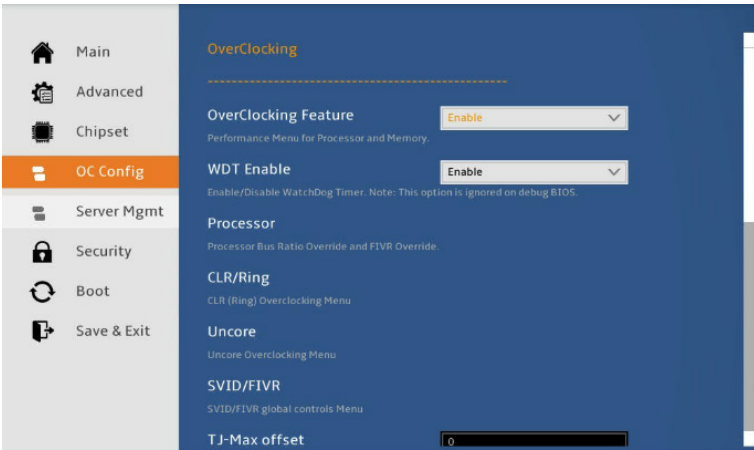 Main
Advanced
Chipset
OC Config
Server Mgmt
Security
Boot
Save & Exit
OverClocking
--------------------------------------------------
OverClocking Feature
Enable
Performance Menu for Processor and Memory.
WDT Enable
Enable
Enable/Disable WatchDog Timer. Note: This option is ignored on debug BIOS.
Processor
Processor Bus Ratio Override and FIVR Override.
CLR/Ring
CLR (Ring) Overclocking Menu
Uncore
Uncore Overclocking Menu
SVID/FIVR
SVID/FIVR global controls Menu
TJ-Max offset
0